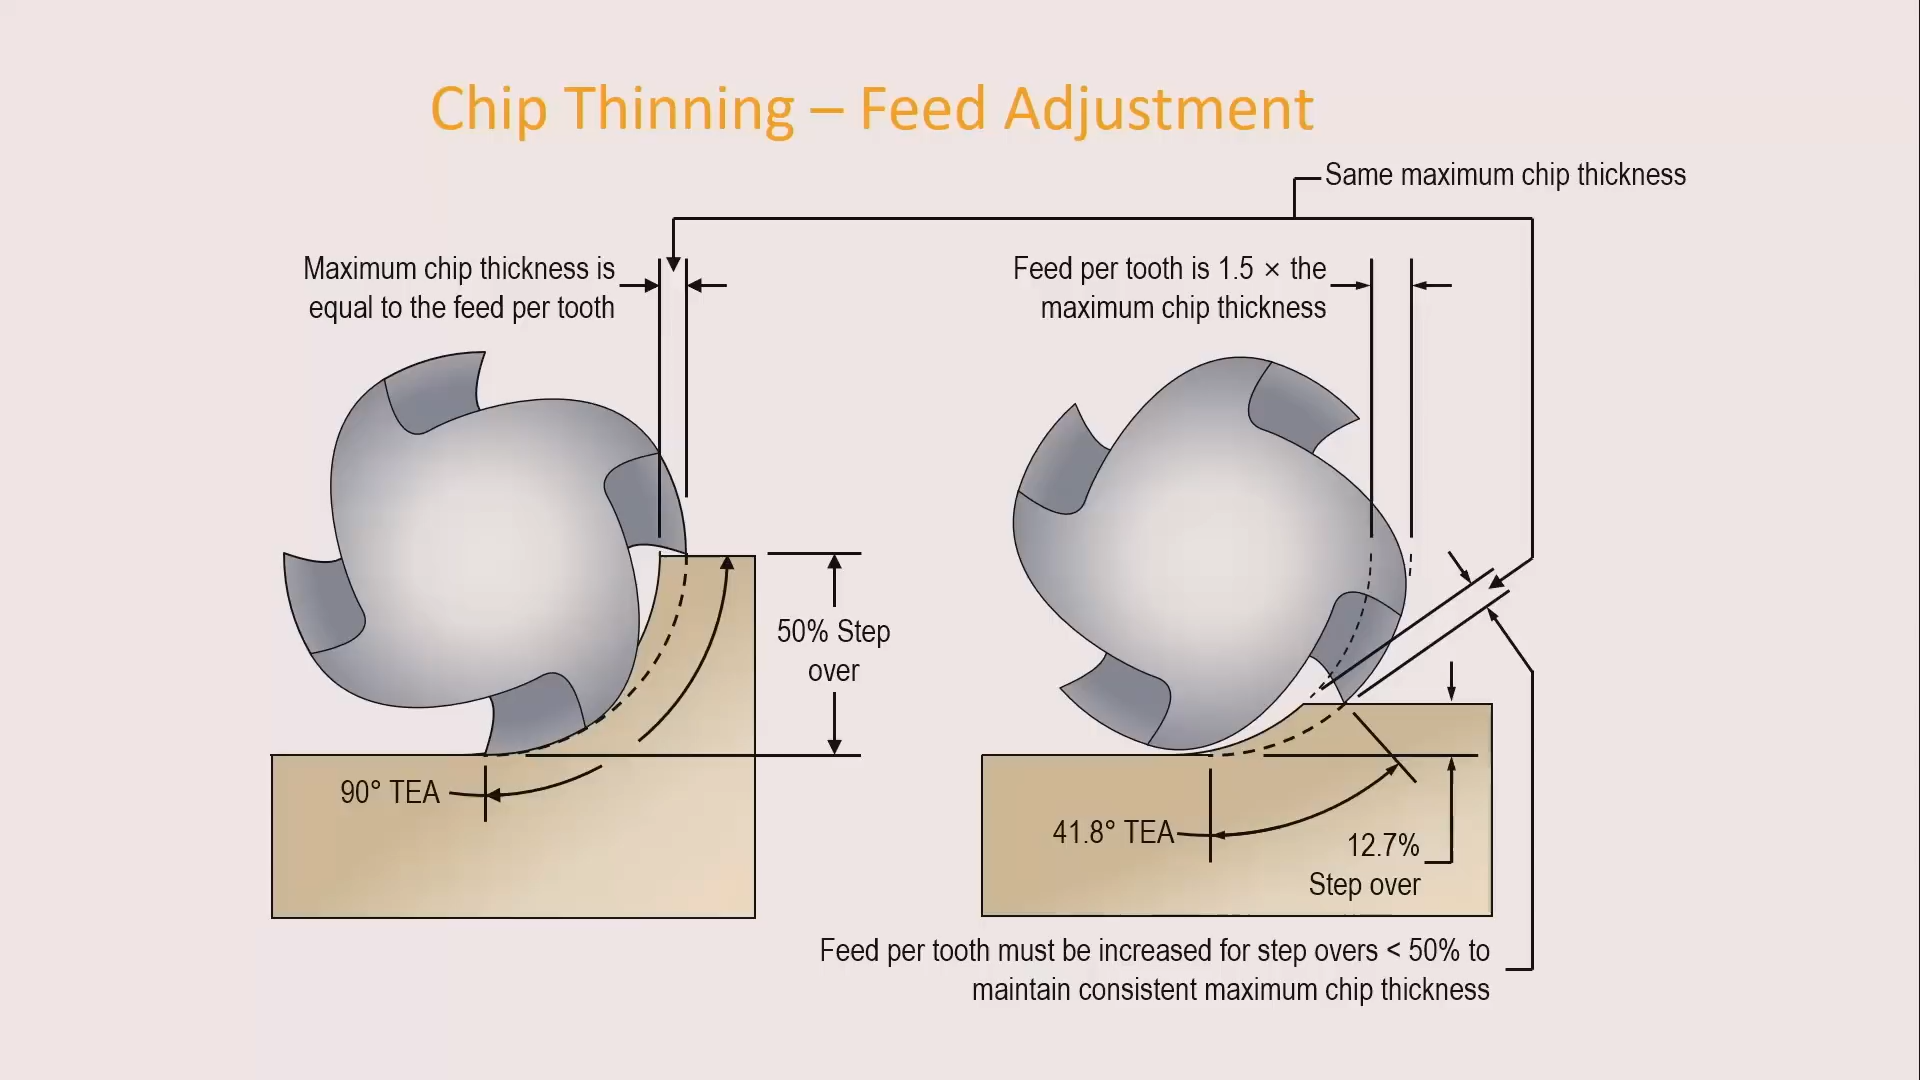 Chip Thinning – Feed Adjustment
Same maximum chip thickness
Maximum chip thickness is
equal to the feed per tooth
Feed per tooth is 1.5 × the
maximum chip thickness
50% Step
over
90° TEA
41.8° TEA
12.7%
Step over
Feed per tooth must be increased for step overs < 50% to
maintain consistent maximum chip thickness